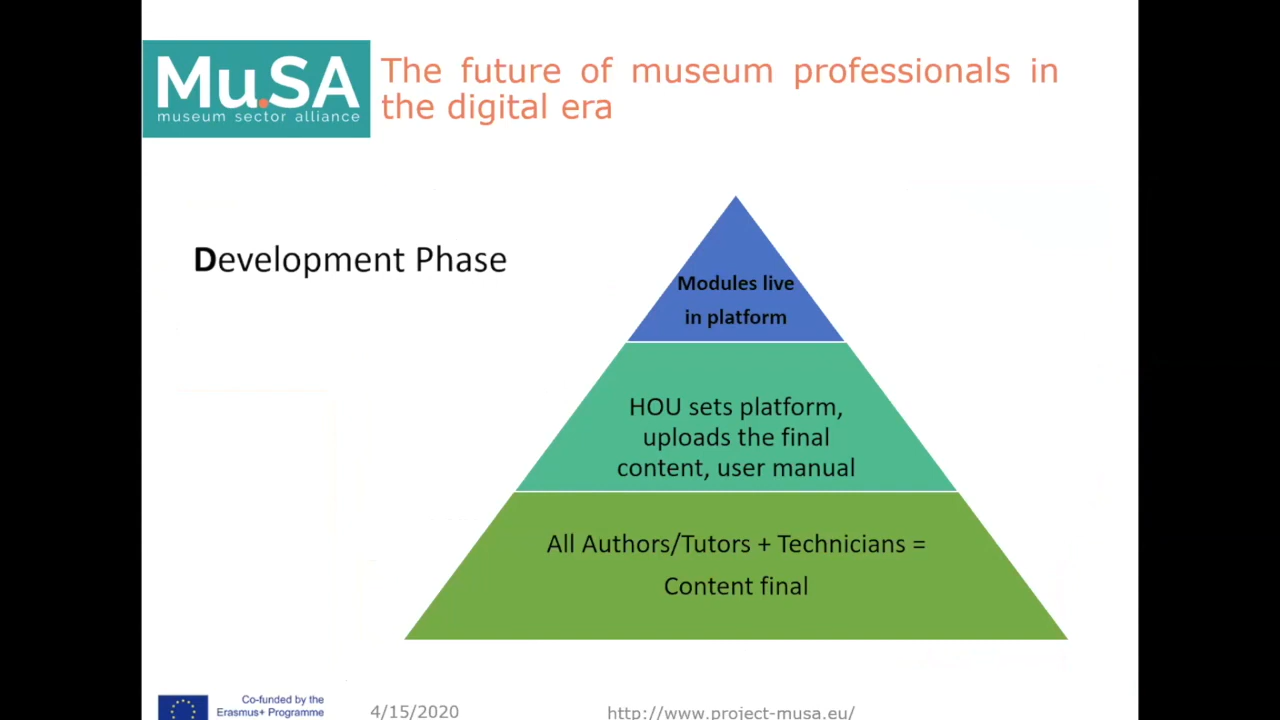 Mu.SA
museum sector alliance
The future of museum professionals in
the digital era
Development Phase
Modules live
in platform
HOU sets platform,
uploads the final
content, user manual
All Authors/Tutors + Technicians =
Content final
Co-funded by the
Erasmus+ Programme
4/15/2020
http://www.project-musa.eu/